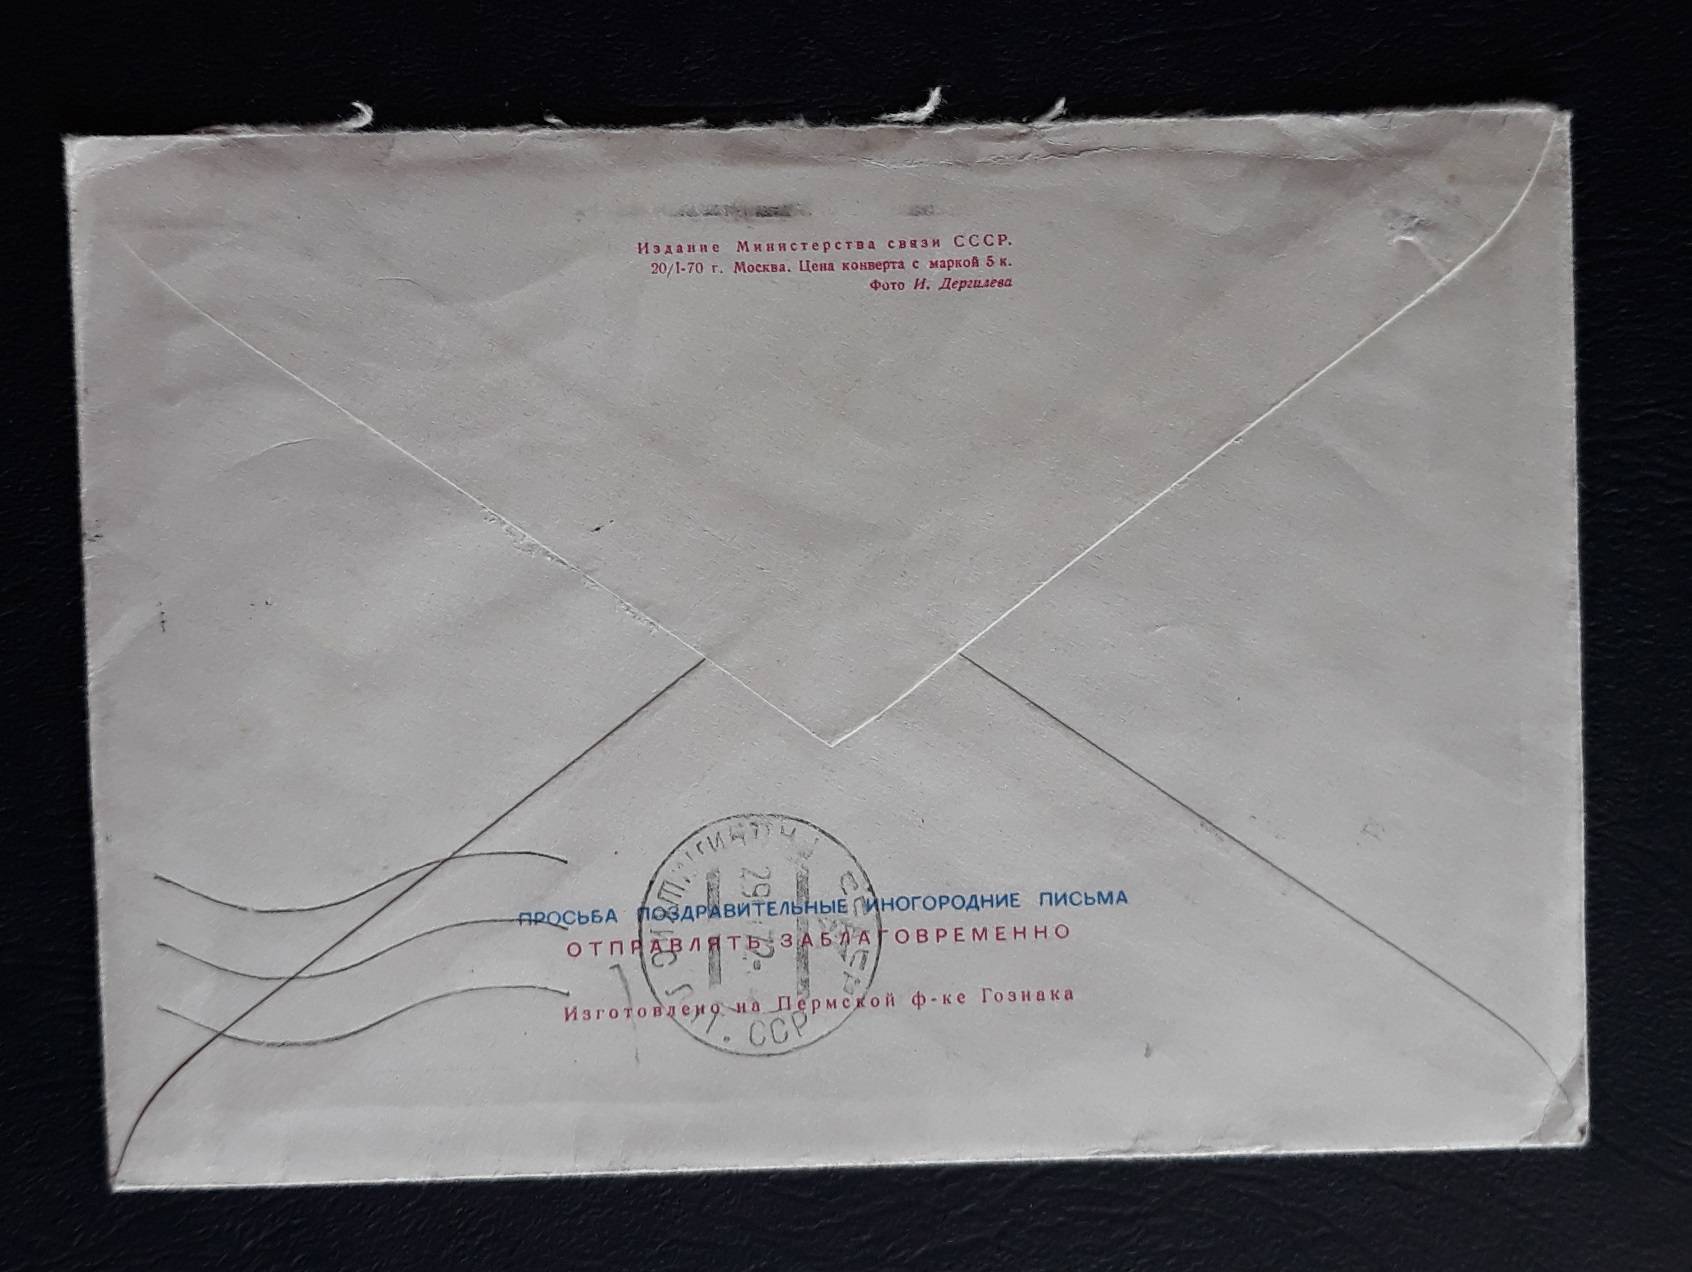 Издание Министерства связи СССР.
20/I-70 г. Москва. Цена конверта с маркой 5 к.
Фото И. Дергилева
ПРОСЬБА ПОЗДРАВИТЕЛЬНЫЕ ИНОГОРОДНИЕ ПИСЬМА
ОТПРАВЛЯТЬ ЗАБЛАГОВРЕМЕННО
Изготовлено на Пермской ф-ке Гознака
ССР